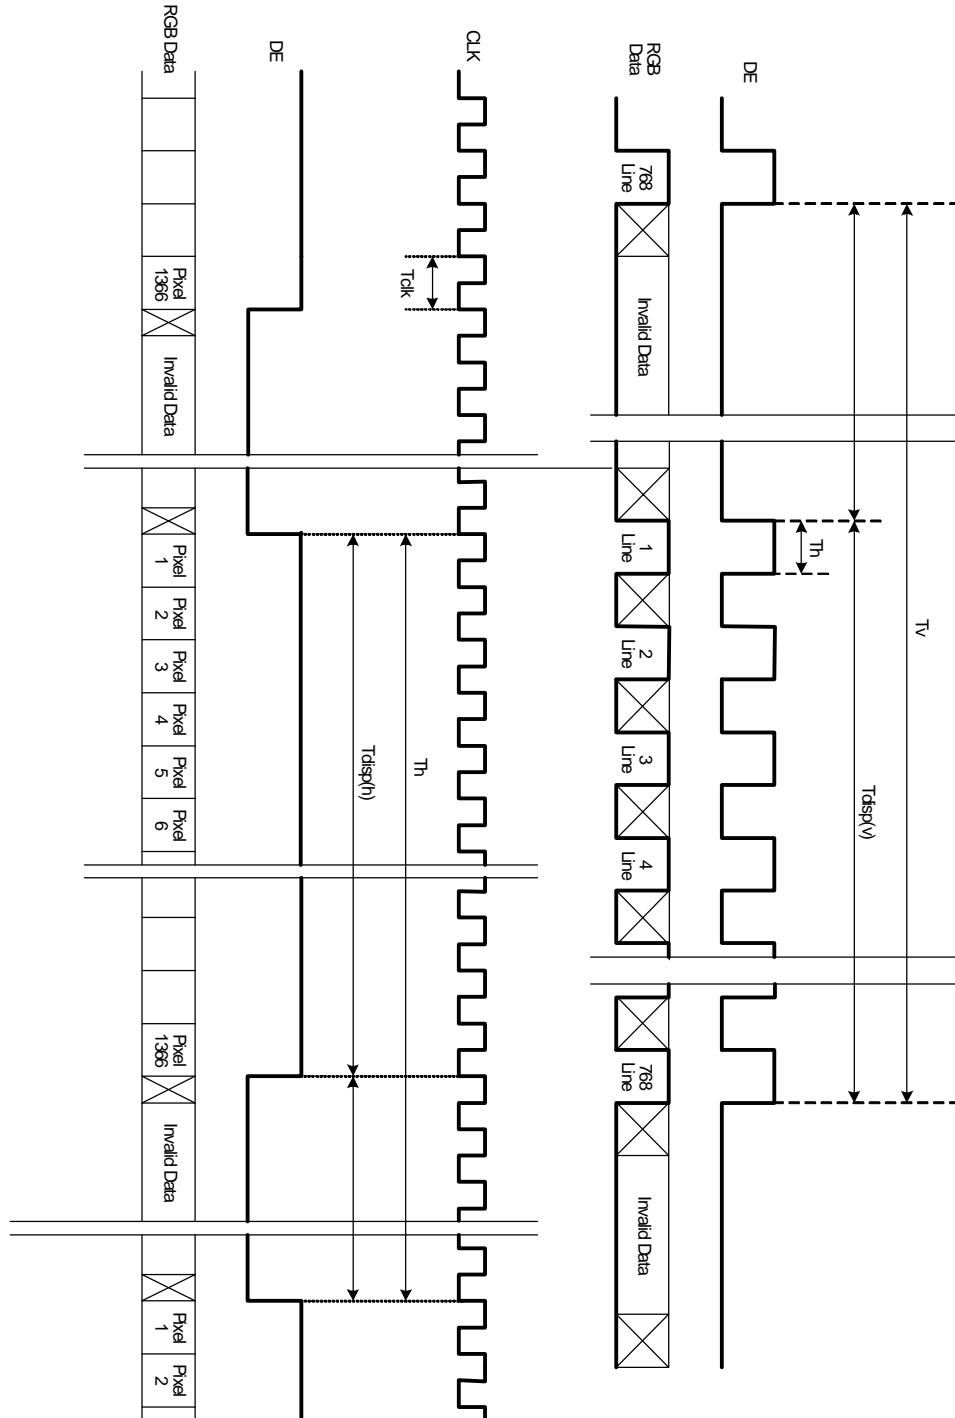 Tv
Tdisp(v)
Th
DE
RGB
Data
768
Line
Invalid Data
1
Line
2
Line
3
Line
4
Line
768
Line
Invalid Data
CLK
Tclk
Th
Tdisp(h)
DE
RGB Data
Pixel
1366
Invalid Data
Pixel
1
Pixel
2
Pixel
3
Pixel
4
Pixel
5
Pixel
6
Pixel
1366
Invalid Data
Pixel
1
Pixel
2